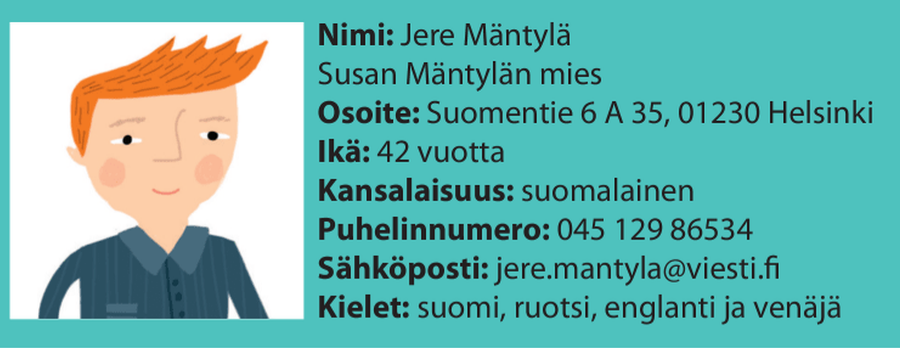 Nimi: Jere Mäntylä
Susan Mäntylän mies
Osoite: Suomentie 6 A 35, 01230 Helsinki
Ikä: 42 vuotta
Kansalaisuus: suomalainen
Puhelinnumero: 045 129 86534
Sähköposti: jere.mantyla@viesti.fi
Kielet: suomi, ruotsi, englanti ja venäjä